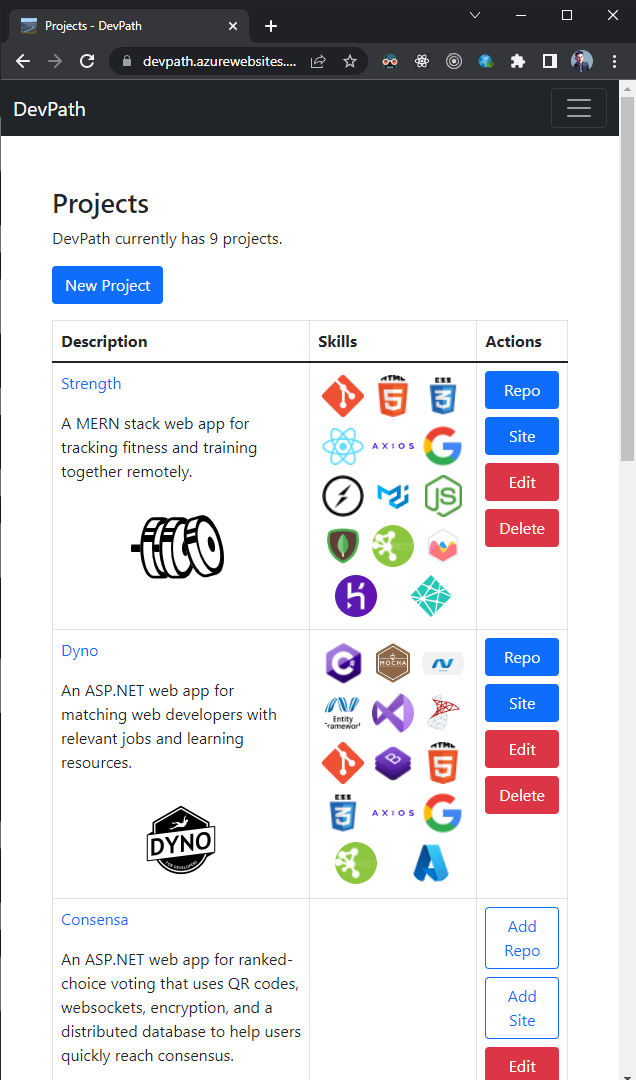 Projects - DevPath
devpath.azurewebsites....
DevPath
Projects
DevPath currently has 9 projects.
New Project
Description
Skills
Actions
Strength
A MERN stack web app for
tracking fitness and training
together remotely.
HTML
CSS
AXIOS
Repo
Site
Edit
Delete
Dyno
An ASP.NET web app for
matching web developers with
relevant jobs and learning
resources.
DYNO
FOR DEVELOPERS
MOCHA
Entity
Framework
HTML
CSS
AXIOS
Repo
Site
Edit
Delete
Consensa
An ASP.NET web app for ranked-
choice voting that uses QR codes,
websockets, encryption, and a
distributed database to help users
quickly reach consensus.
Add
Repo
Add
Site
Edit